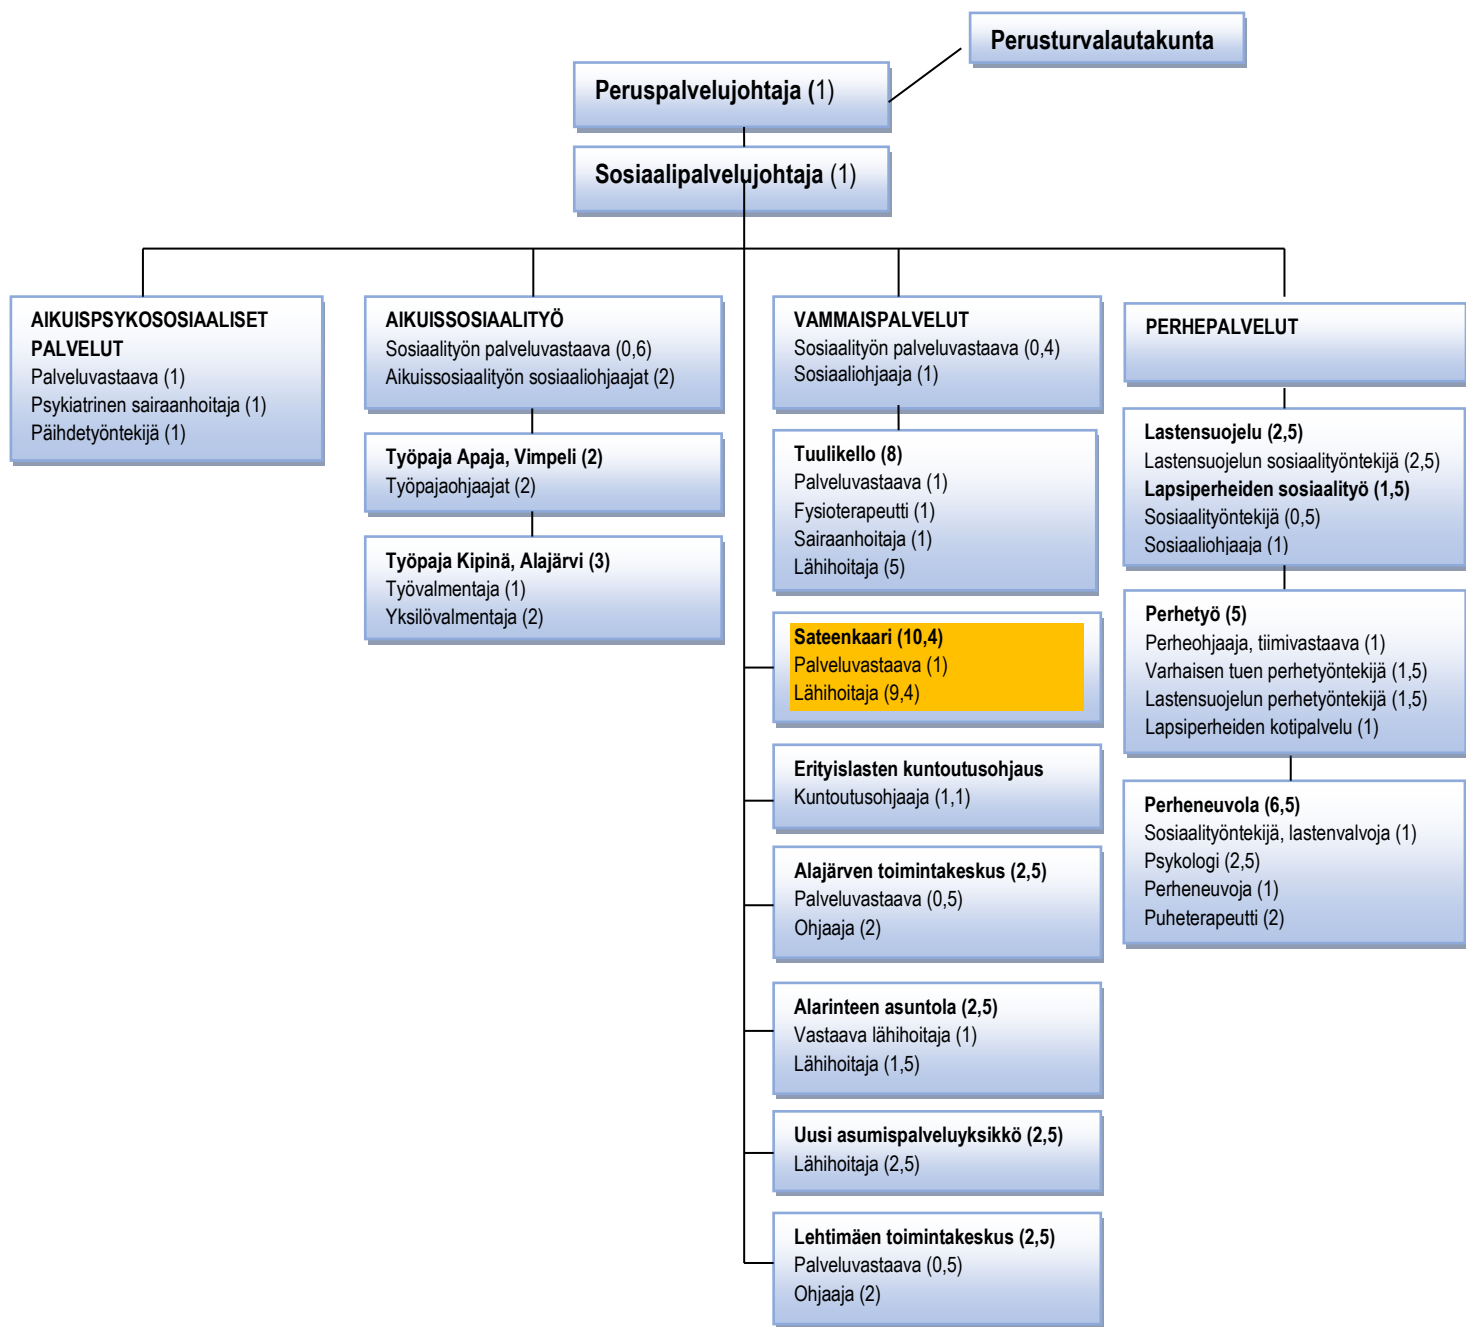 Perusturvalautakunta
Peruspalvelujohtaja (1)
Sosiaalipalvelujohtaja (1)
AIKUISPSYKOSOSIAALISET
PALVELUT
Palveluvastaava (1)
Psykiatrinen sairaanhoitaja (1)
Päihdetyöntekijä (1)
AIKUISSOSIAALITYÖ
Sosiaalityön palveluvastaava (0,6)
Aikuissosiaalityön sosiaaliohjaajat (2)
Työpaja Apaja, Vimpeli (2)
Työpajaohjaajat (2)
Työpaja Kipinä, Alajärvi (3)
Työvalmentaja (1)
Yksilövalmentaja (2)
VAMMAISPALVELUT
Sosiaalityön palveluvastaava (0,4)
Sosiaaliohjaaja (1)
Tuulikello (8)
Palveluvastaava (1)
Fysioterapeutti (1)
Sairaanhoitaja (1)
Lähihoitaja (5)
Sateenkaari (10,4)
Palveluvastaava (1)
Lähihoitaja (9,4)
Erityislasten kuntoutusohjaus
Kuntoutusohjaaja (1,1)
Alajärven toimintakeskus (2,5)
Palveluvastaava (0,5)
Ohjaaja (2)
Alarinteen asuntola (2,5)
Vastaava lähihoitaja (1)
Lähihoitaja (1,5)
Uusi asumispalveluyksikkö (2,5)
Lähihoitaja (2,5)
Lehtimäen toimintakeskus (2,5)
Palveluvastaava (0,5)
Ohjaaja (2)
PERHEPALVELUT
Lastensuojelu (2,5)
Lastensuojelun sosiaalityöntekijä (2,5)
Lapsiperheiden sosiaalityö (1,5)
Sosiaalityöntekijä (0,5)
Sosiaaliohjaaja (1)
Perhetyö (5)
Perheohjaaja, tiimivastaava (1)
Varhaisen tuen perhetyöntekijä (1,5)
Lastensuojelun perhetyöntekijä (1,5)
Lapsiperheiden kotipalvelu (1)
Perheneuvola (6,5)
Sosiaalityöntekijä, lastenvalvoja (1)
Psykologi (2,5)
Perheneuvoja (1)
Puheterapeutti (2)